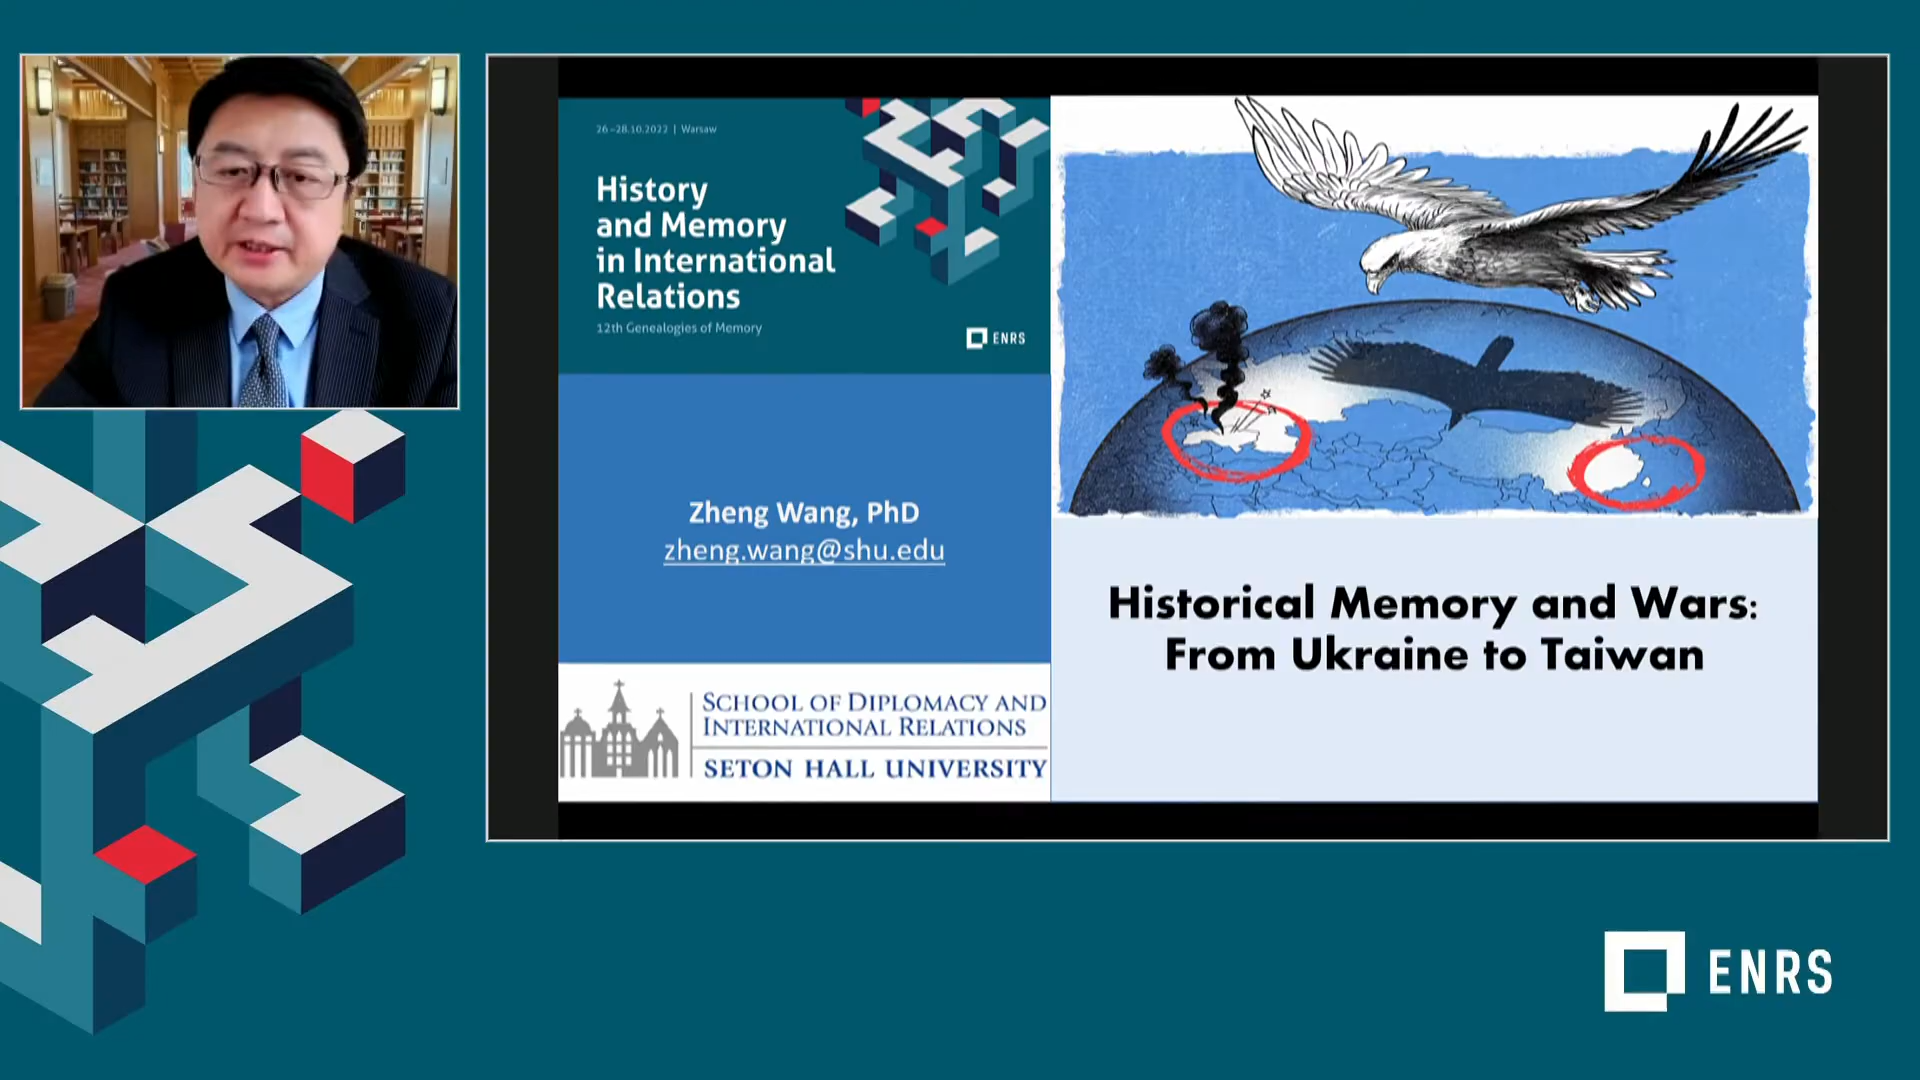 26–28.10.2022 | Warsaw
History
and Memory
in International
Relations
12th Genealogies of Memory
ENRS
Zheng Wang, PhD
zheng.wang@shu.edu
SCHOOL OF DIPLOMACY AND
INTERNATIONAL RELATIONS
SETON HALL UNIVERSITY
Historical Memory and Wars:
From Ukraine to Taiwan
ENRS